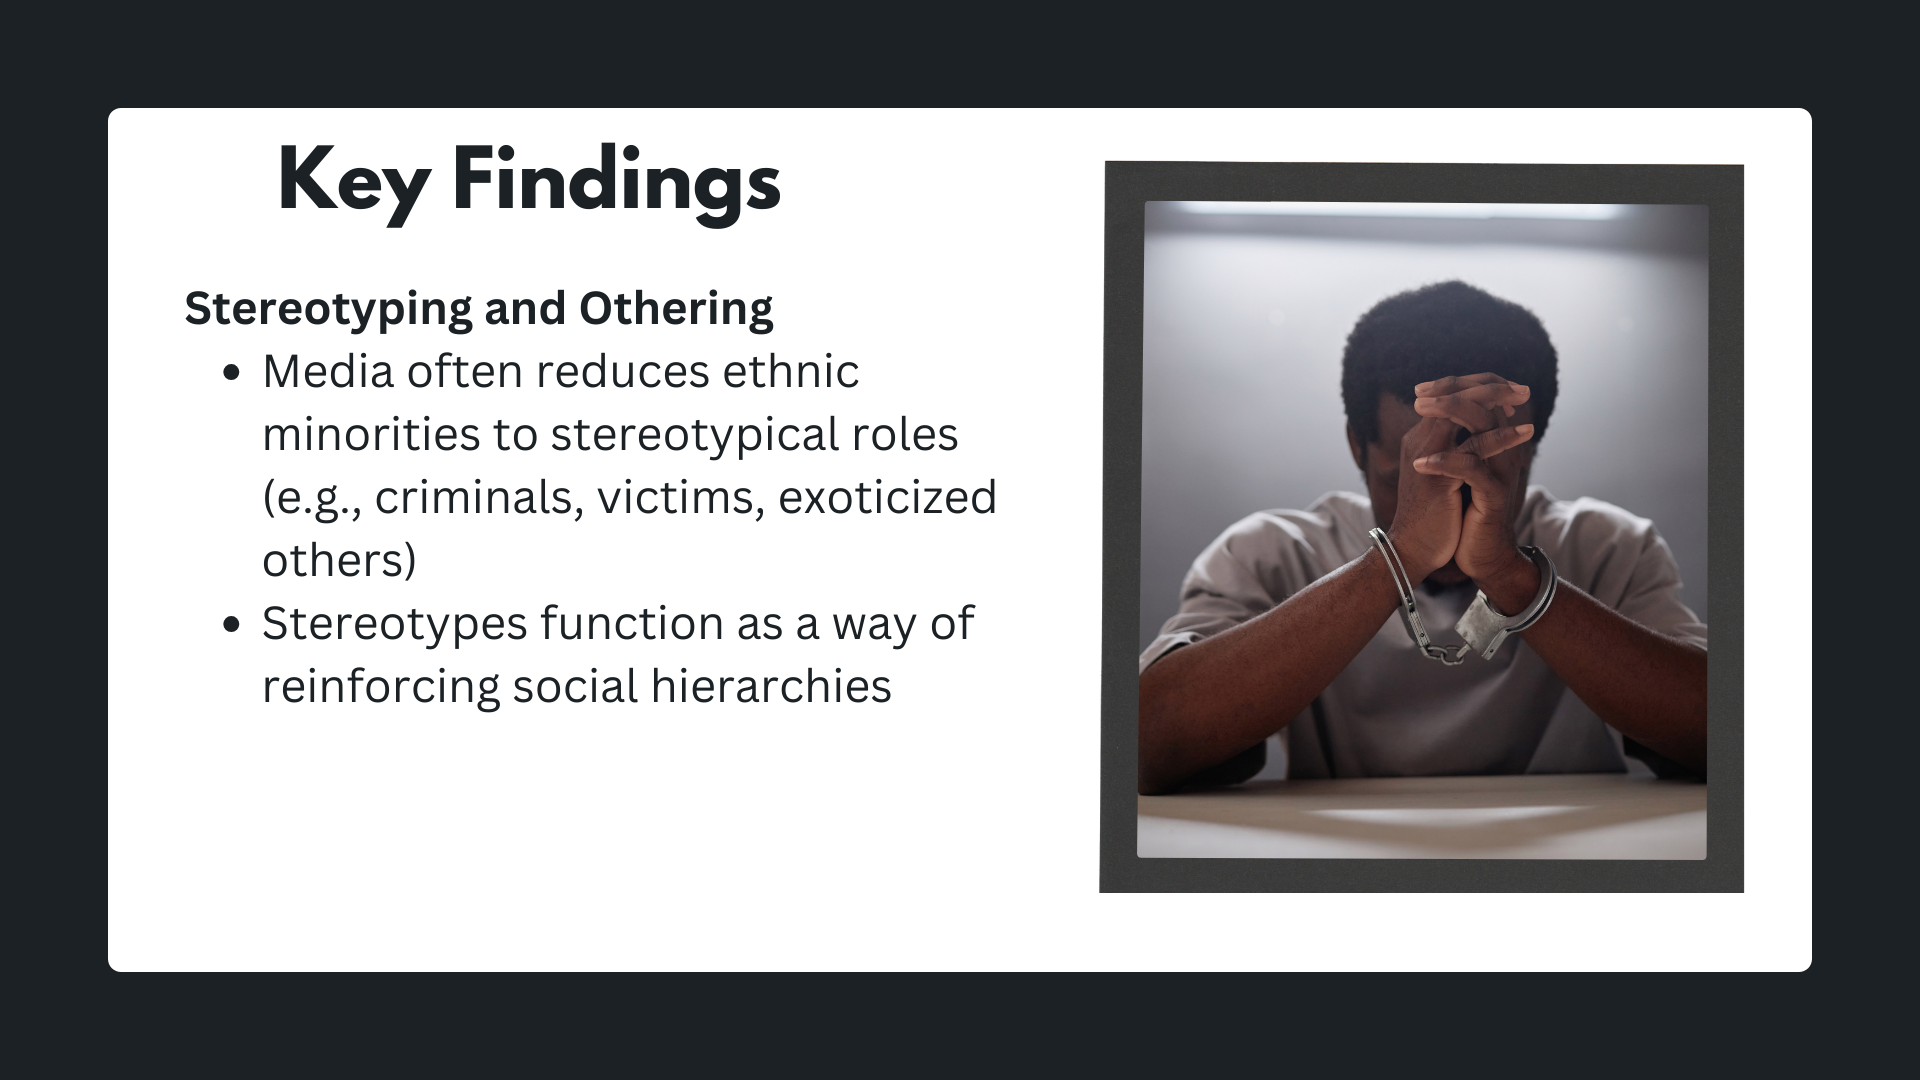 Key Findings
Stereotyping and Othering
• Media often reduces ethnic
minorities to stereotypical roles
(e.g., criminals, victims, exoticized
others)
• Stereotypes function as a way of
reinforcing social hierarchies